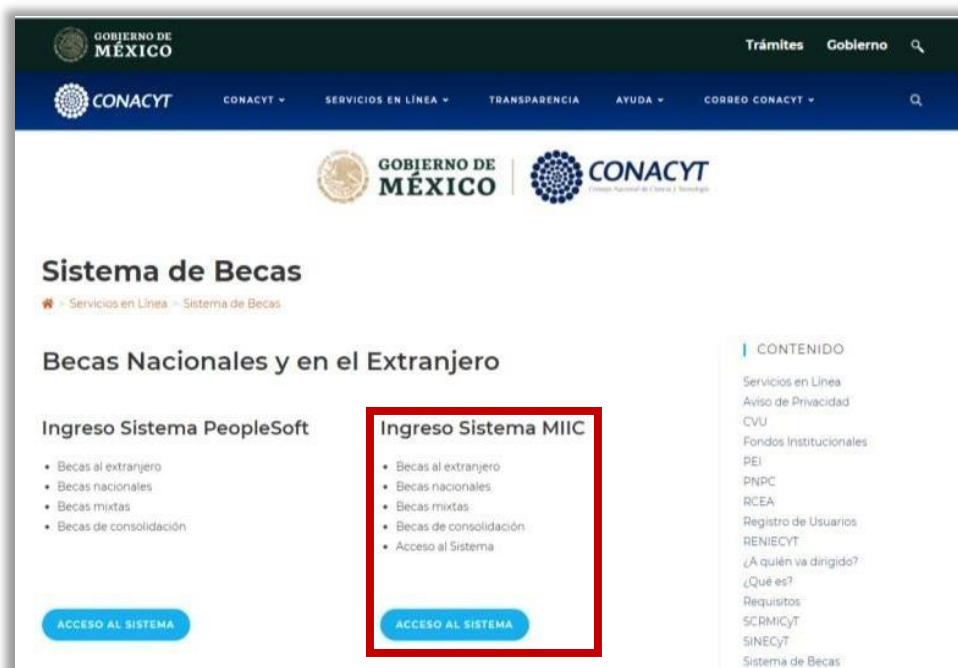 GOBIERNO DE
MÉXICO
Trámites Gobierno
CONACYT
CONACYT SERVICIOS EN LÍNEA TRANSPARENCIA AYUDA CORREO CONACYT
GOBIERNO DE
MÉXICO
CONACYT
Consejo Nacional de Ciencia y Tecnología
Sistema de Becas
> Servicios en Línea > Sistema de Becas
Becas Nacionales y en el Extranjero
Ingreso Sistema PeopleSoft
• Becas al extranjero
• Becas nacionales
• Becas mixtas
• Becas de consolidación
ACCESO AL SISTEMA
Ingreso Sistema MIIC
• Becas al extranjero
• Becas nacionales
• Becas mixtas
• Becas de consolidación
• Acceso al Sistema
ACCESO AL SISTEMA
CONTENIDO
Servicios en Línea
Aviso de Privacidad
CVU
Fondos Institucionales
PEI
PNPC
RCEA
Registro de Usuarios
RENIECYT
¿A quién va dirigido?
¿Qué es?
Requisitos
SCRMICyT
SINECyT
Sistema de Becas